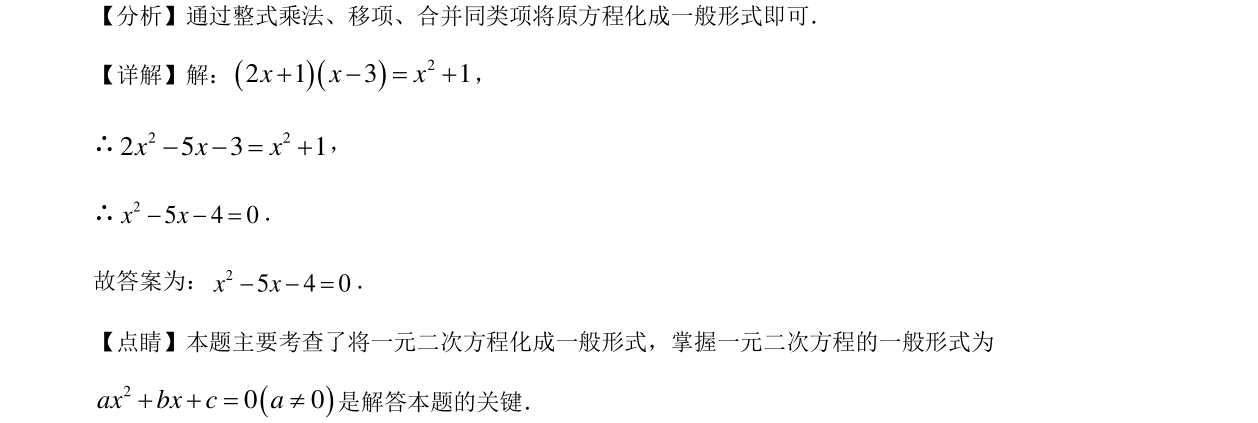 【分析】通过整式乘法、移项、合并同类项将原方程化成一般形式即可．
【详解】解：(2x+1)(x−3)=x²+1，
∴2x²−5x−3=x²+1，
∴x²−5x−4=0．
故答案为：x²−5x−4=0．
【点睛】本题主要考查了将一元二次方程化成一般形式，掌握一元二次方程的一般形式为
ax²+bx+c=0(a≠0)是解答本题的关键．